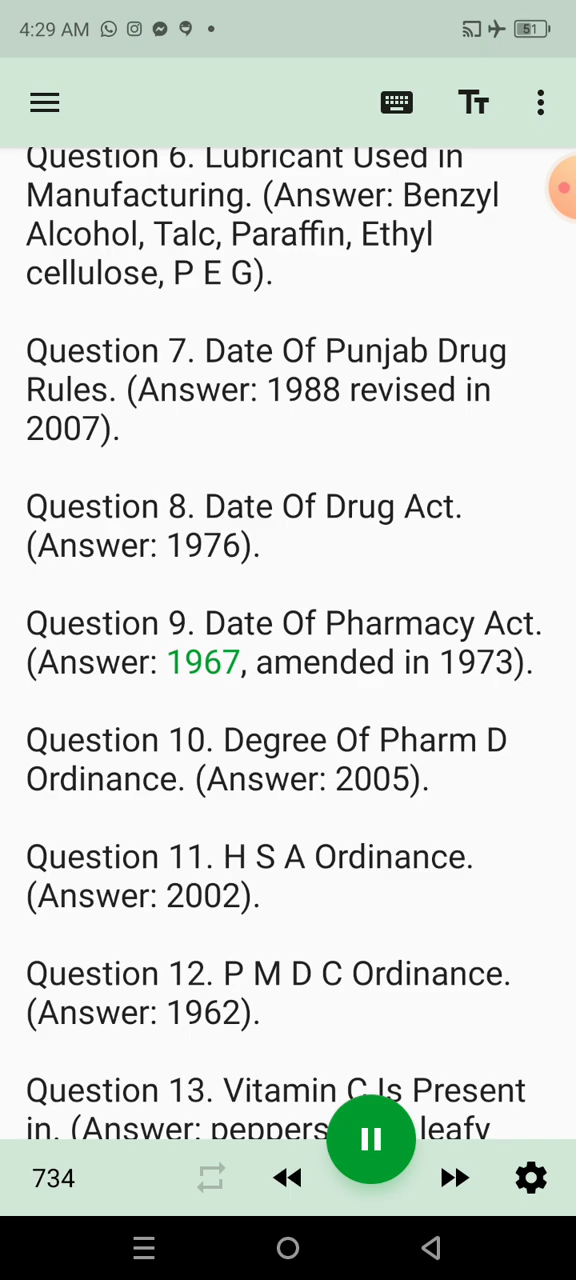 4:29 AM
51
Question 6. Lubricant Used in
Manufacturing. (Answer: Benzyl
Alcohol, Talc, Paraffin, Ethyl
cellulose, P E G).
Question 7. Date Of Punjab Drug
Rules. (Answer: 1988 revised in
2007).
Question 8. Date Of Drug Act.
(Answer: 1976).
Question 9. Date Of Pharmacy Act.
(Answer: 1967, amended in 1973).
Question 10. Degree Of Pharm D
Ordinance. (Answer: 2005).
Question 11. H S A Ordinance.
(Answer: 2002).
Question 12. P M D C Ordinance.
(Answer: 1962).
Question 13. Vitamin C Is Present
in. (Answer: peppers leafy
734